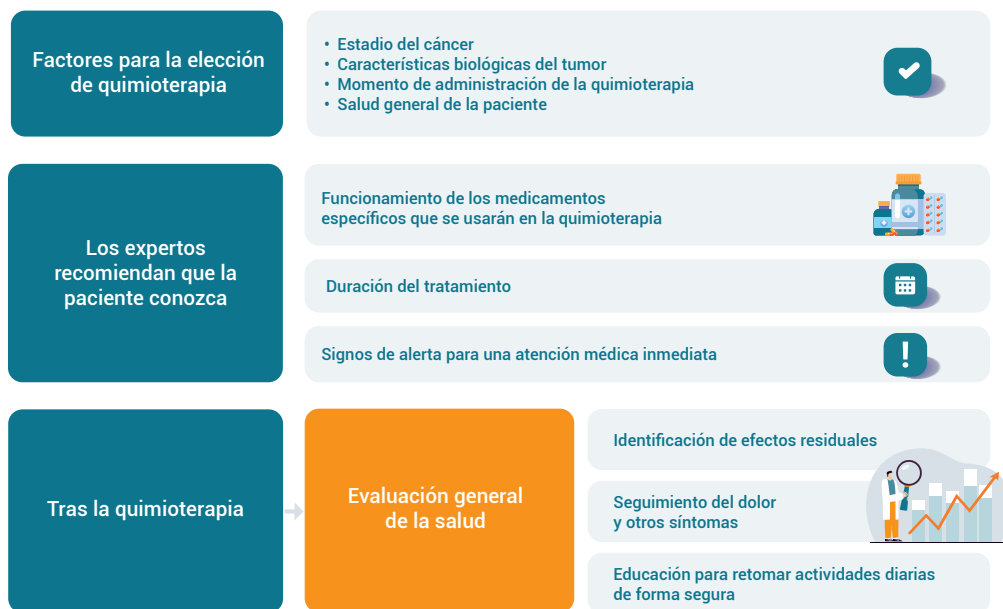 Factores para la elección
de quimioterapia
• Estadio del cáncer
• Características biológicas del tumor
• Momento de administración de la quimioterapia
• Salud general de la paciente
Los expertos
recomiendan que la
paciente conozca
Funcionamiento de los medicamentos
específicos que se usarán en la quimioterapia
Duración del tratamiento
Signos de alerta para una atención médica inmediata
Tras la quimioterapia
Evaluación general
de la salud
Identificación de efectos residuales
Seguimiento del dolor
y otros síntomas
Educación para retomar actividades diarias
de forma segura